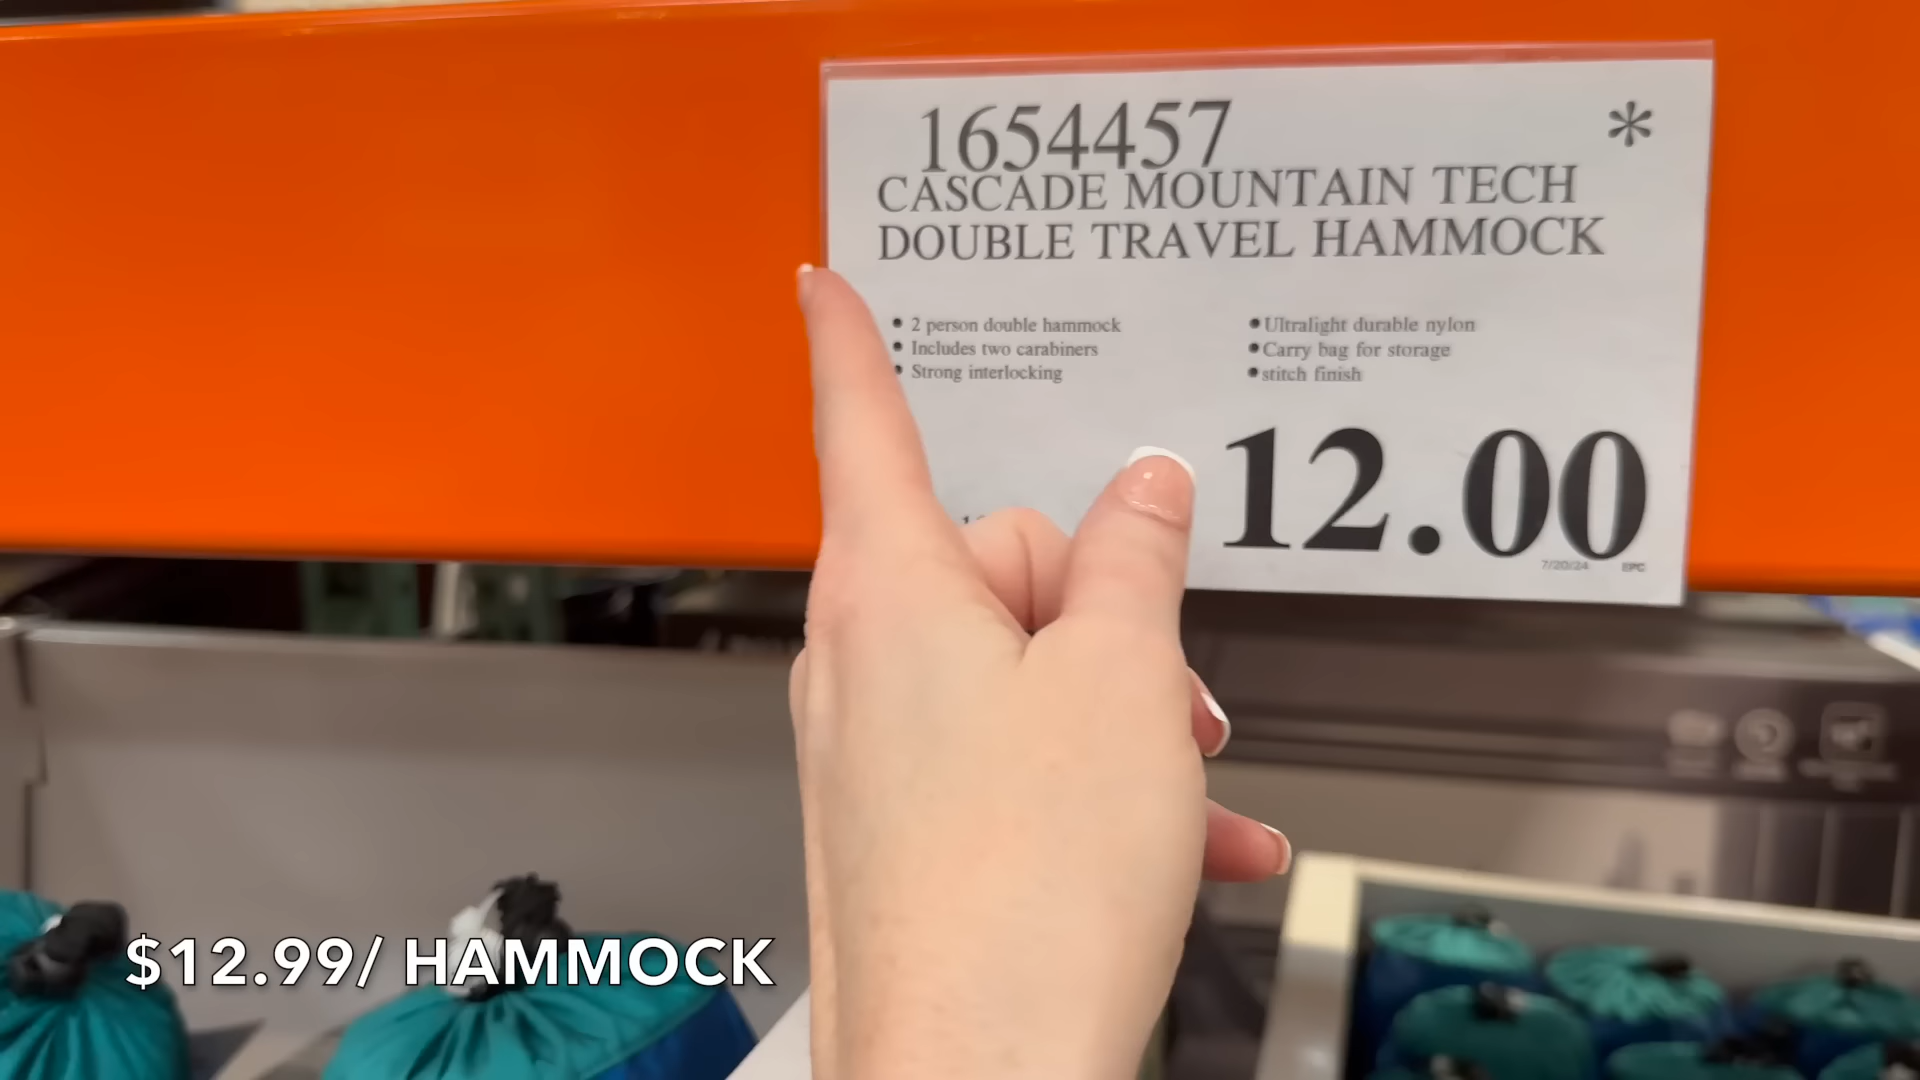 1654457
*
CASCADE MOUNTAIN TECH
DOUBLE TRAVEL HAMMOCK
• 2 person double hammock
• Includes two carabiners
• Strong interlocking
• Ultralight durable nylon
• Carry bag for storage
• stitch finish
12.00
7/20/24 EPC
$12.99/ HAMMOCK